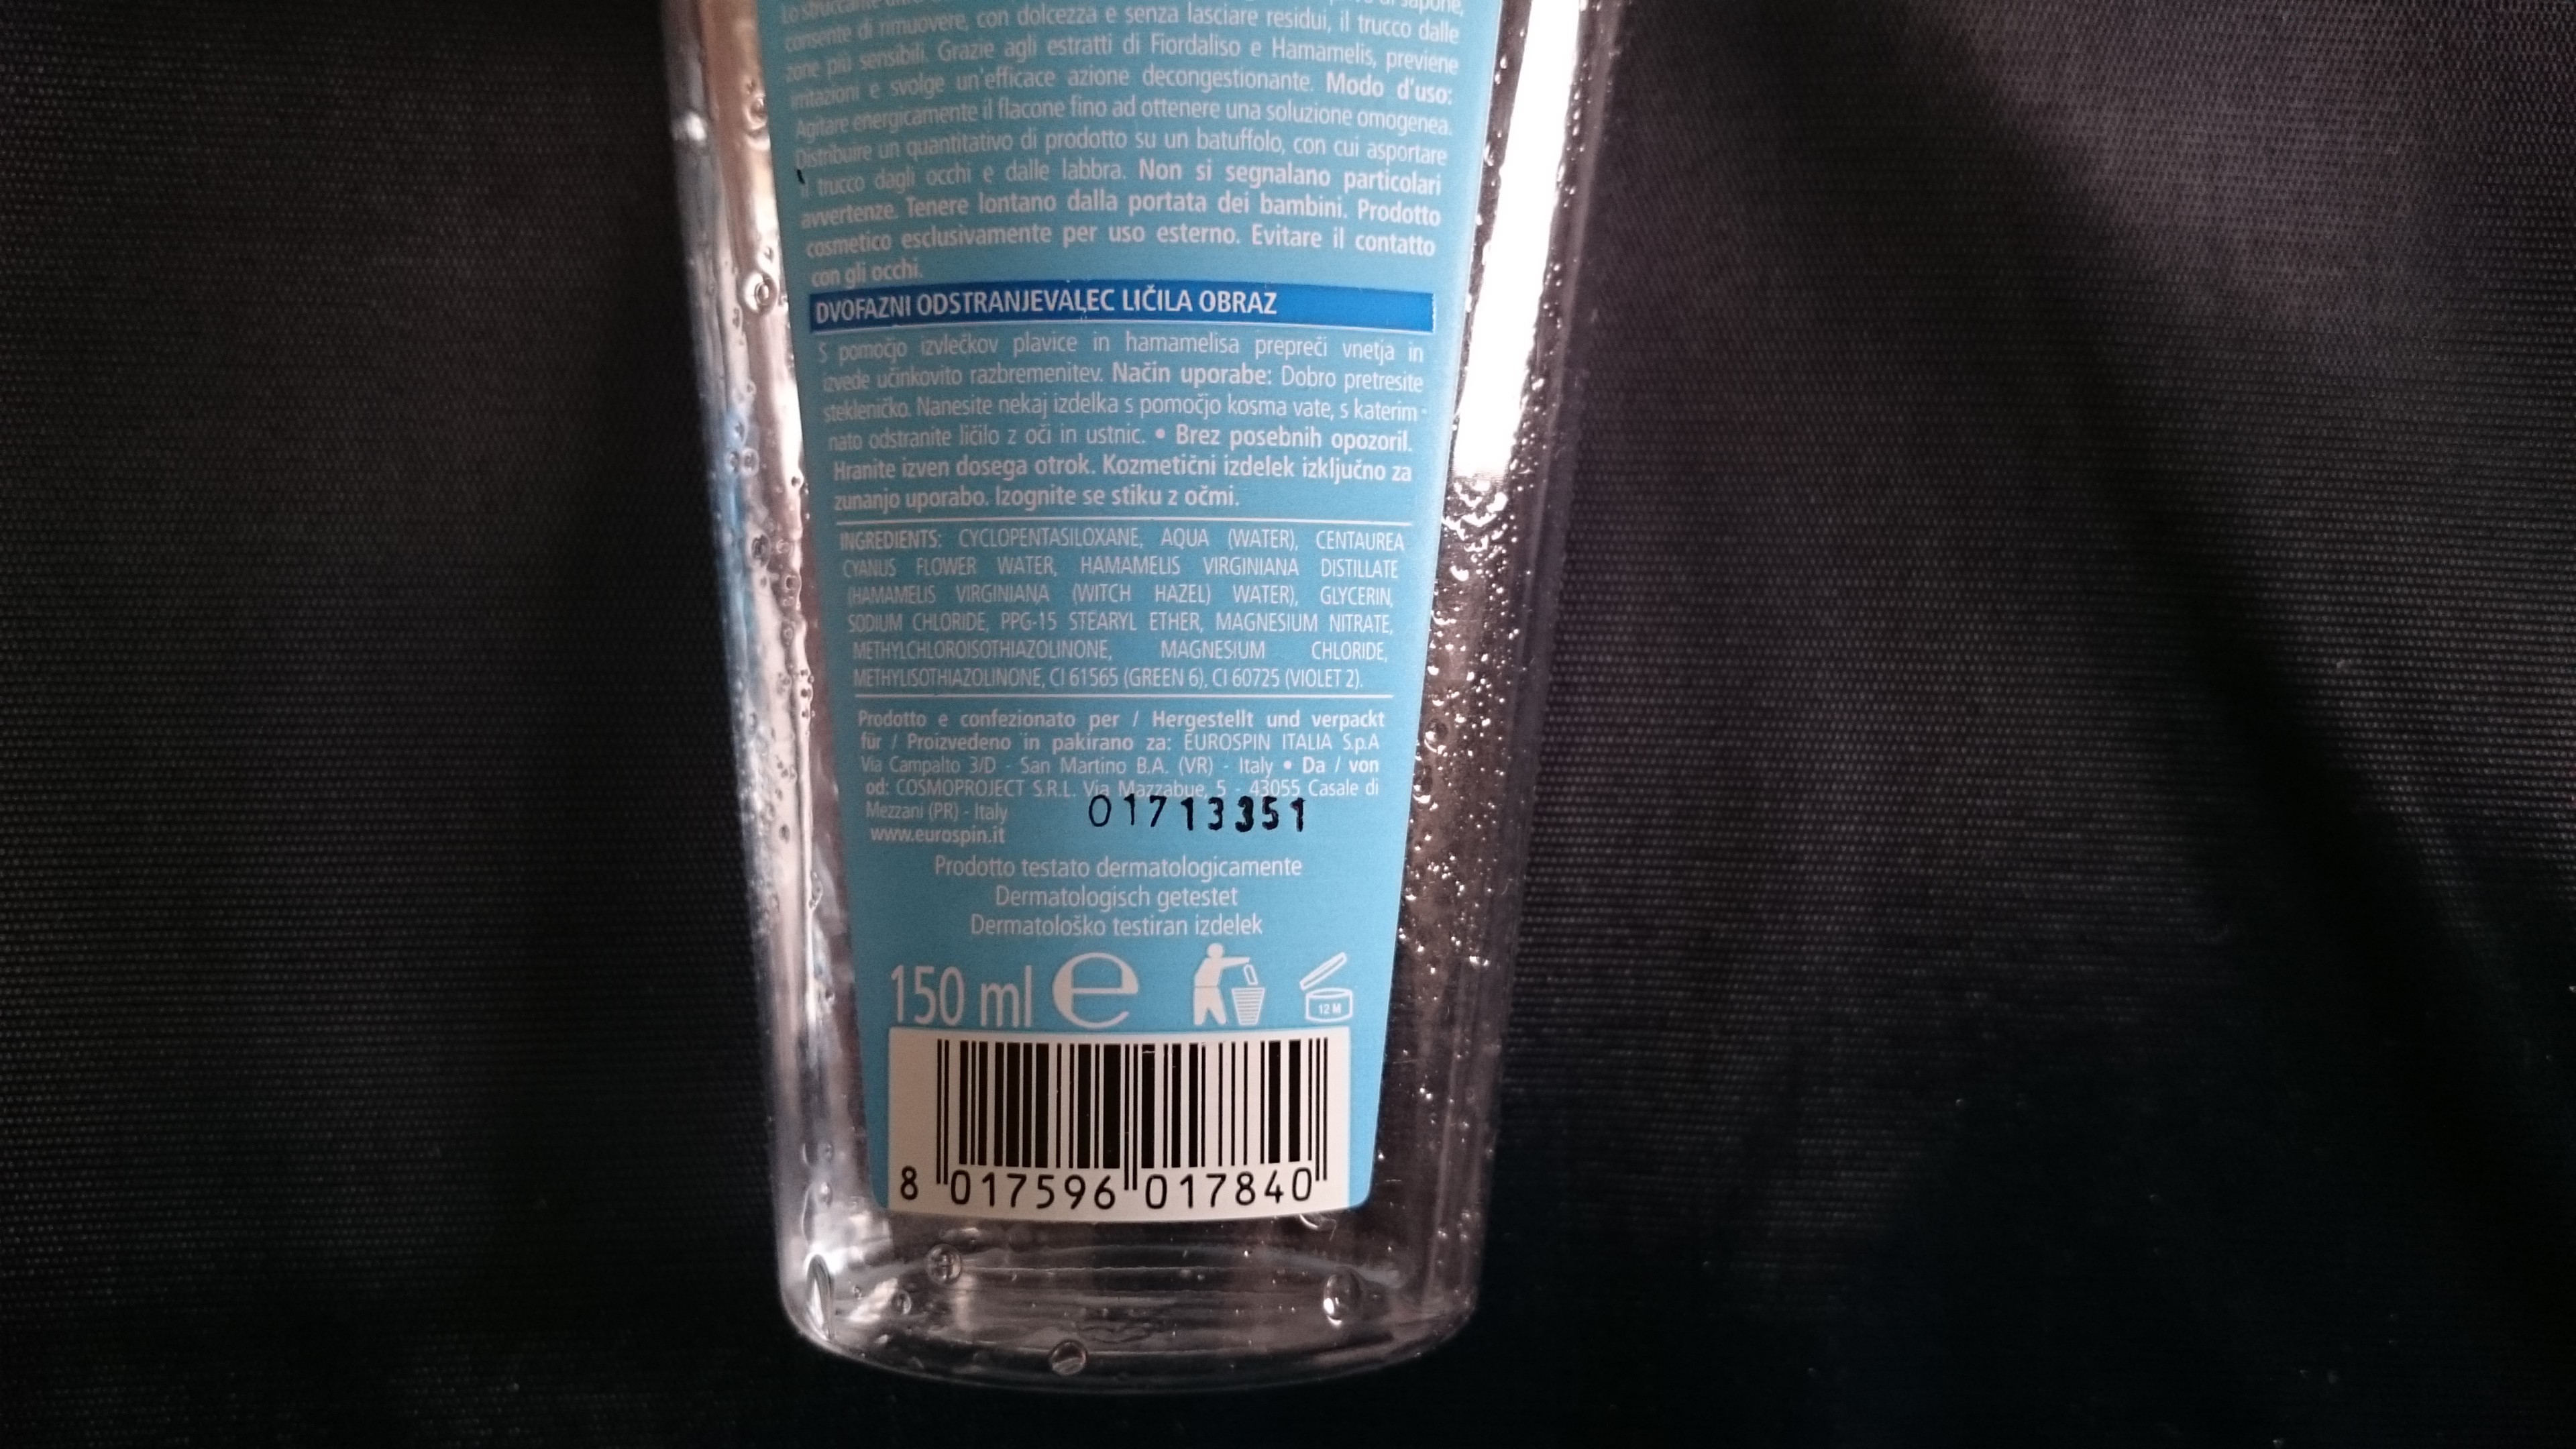 Lo struccante
consente di rimuovere, con dolcezza e senza lasciare residui, il trucco dalle
zone più sensibili. Grazie agli estratti di Fiordaliso e Hamamelis, previene
irritazioni e svolge un'efficace azione decongestionante. Modo d'uso:
Agitare energicamente il flacone fino ad ottenere una soluzione omogenea.
Distribuire un quantitativo di prodotto su un batuffolo, con cui asportare
il trucco dagli occhi e dalle labbra. Non si segnalano particolari
avvertenze. Tenere lontano dalla portata dei bambini. Prodotto
cosmetico esclusivamente per uso esterno. Evitare il contatto
con gli occhi.
DVOFAZNI ODSTRANJEVALEC LIČILA OBRAZ
S pomočjo izvlečkov plavice in hamamelisa prepreči vnetja in
izvede učinkovito razbremenitev. Način uporabe: Dobro pretresite
stekleničko. Nanesite nekaj izdelka s pomočjo kosma vate, s katerim
nato odstranite ličilo z oči in ustnic. • Brez posebnih opozoril.
Hranite izven dosega otrok. Kozmetični izdelek izključno za
zunanjo uporabo. Izognite se stiku z očmi.
INGREDIENTS: CYCLOPENTASILOXANE, AQUA (WATER), CENTAUREA
CYANUS FLOWER WATER, HAMAMELIS VIRGINIANA DISTILLATE
(HAMAMELIS VIRGINIANA (WITCH HAZEL) WATER), GLYCERIN,
SODIUM CHLORIDE, PPG-15 STEARYL ETHER, MAGNESIUM NITRATE,
METHYLCHLOROISOTHIAZOLINONE, MAGNESIUM CHLORIDE,
METHYLISOTHIAZOLINONE, CI 61565 (GREEN 6), CI 60725 (VIOLET 2).
Prodotto e confezionato per / Hergestellt und verpackt
für / Proizvedeno in pakirano za: EUROSPIN ITALIA S.p.A
Via Campalto 3/D - San Martino B.A. (VR) - Italy • Da / von
od: COSMOPROJECT S.R.L. Via Mazzabue, 5 - 43055 Casale di
Mezzani (PR) - Italy
01713351
www.eurospin.it
Prodotto testato dermatologicamente
Dermatologisch getestet
Dermatološko testiran izdelek
150 ml e
12 M
8 017596 017840